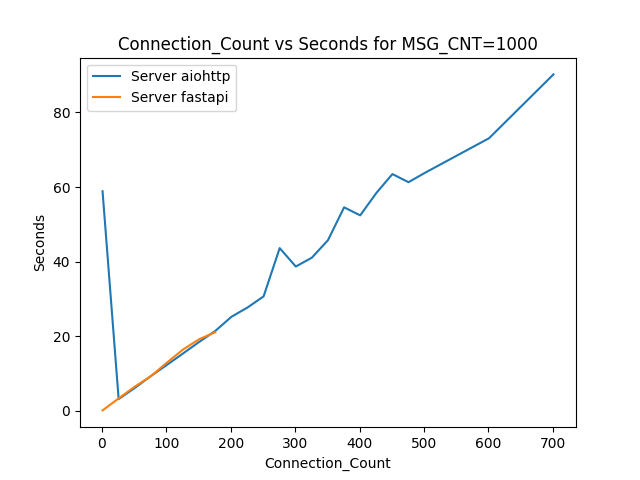 Connection_Count vs Seconds for MSG_CNT=1000
Server aiohttp
Server fastapi
80
60
40
20
0
Seconds
0 100 200 300 400 500 600 700
Connection_Count